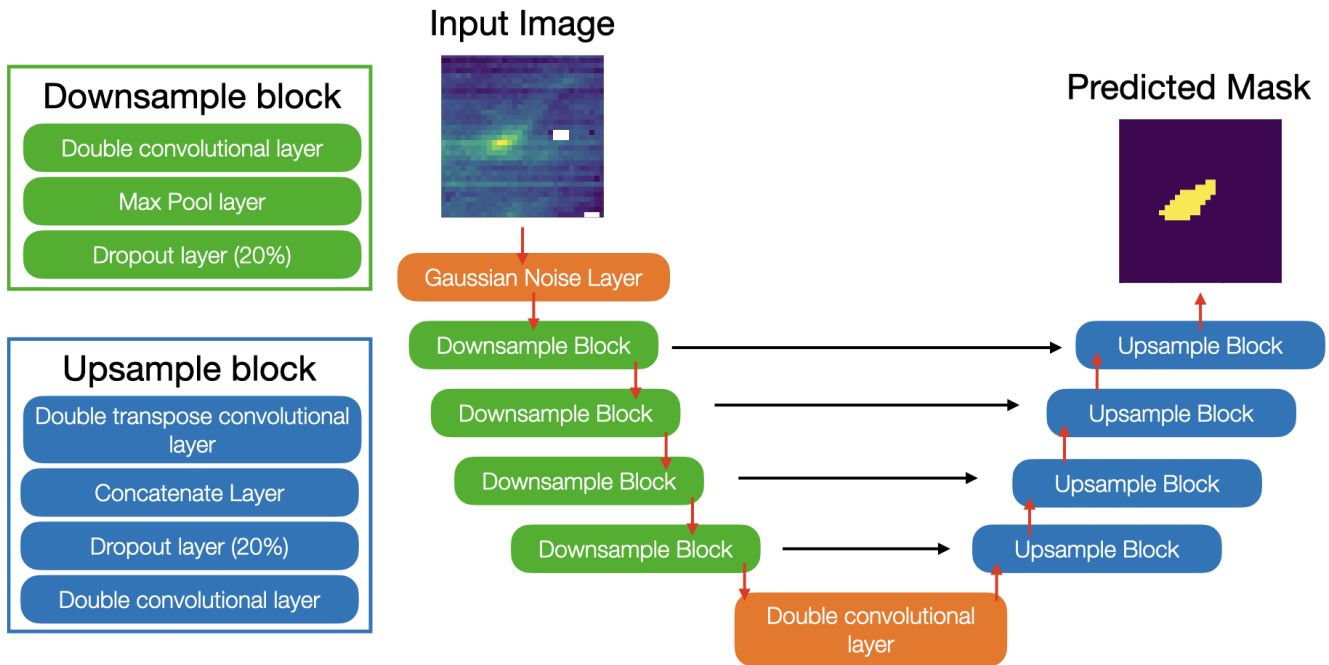 Input Image
Predicted Mask
Downsample block
Double convolutional layer
Max Pool layer
Dropout layer (20%)
Upsample block
Double transpose convolutional
layer
Concatenate Layer
Dropout layer (20%)
Double convolutional layer
Gaussian Noise Layer
Downsample Block
Downsample Block
Downsample Block
Downsample Block
Double convolutional
layer
Upsample Block
Upsample Block
Upsample Block
Upsample Block